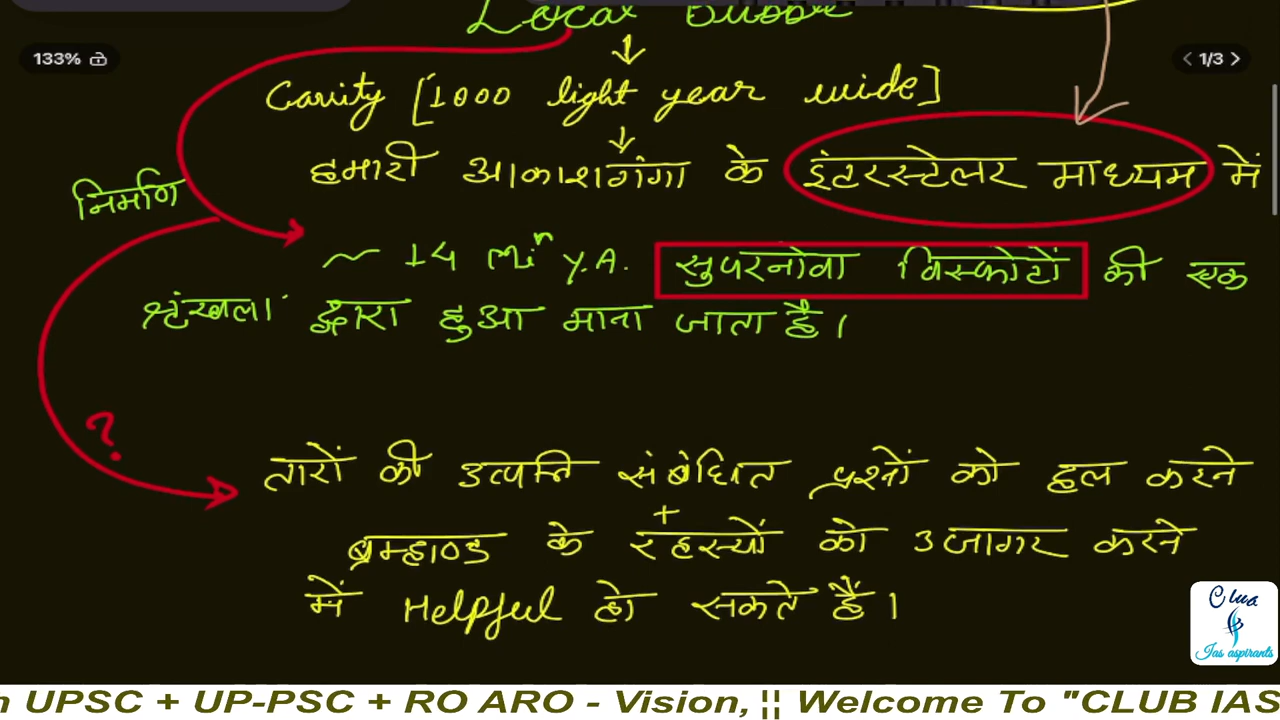 Local Bubble
133%
1/3
Cavity [1000 light year wide]
हमारी आकाशगंगा के इंटरस्टेलर माध्यम में
निर्माण
~ 14 Miⁿ Y.A. सुपरनोवा विस्फोटों की एक
श्रृंखला द्वारा हुआ माना जाता है।
?
तारों की उत्पत्ति संबंधित प्रश्नों को हल करने
+
ब्रम्हाण्ड के रहस्यों को उजागर करने
में Helpful हो सकते हैं।
Club
Ias aspirants
n UPSC + UP-PSC + RO ARO - Vision, ¦¦ Welcome To "CLUB IAS